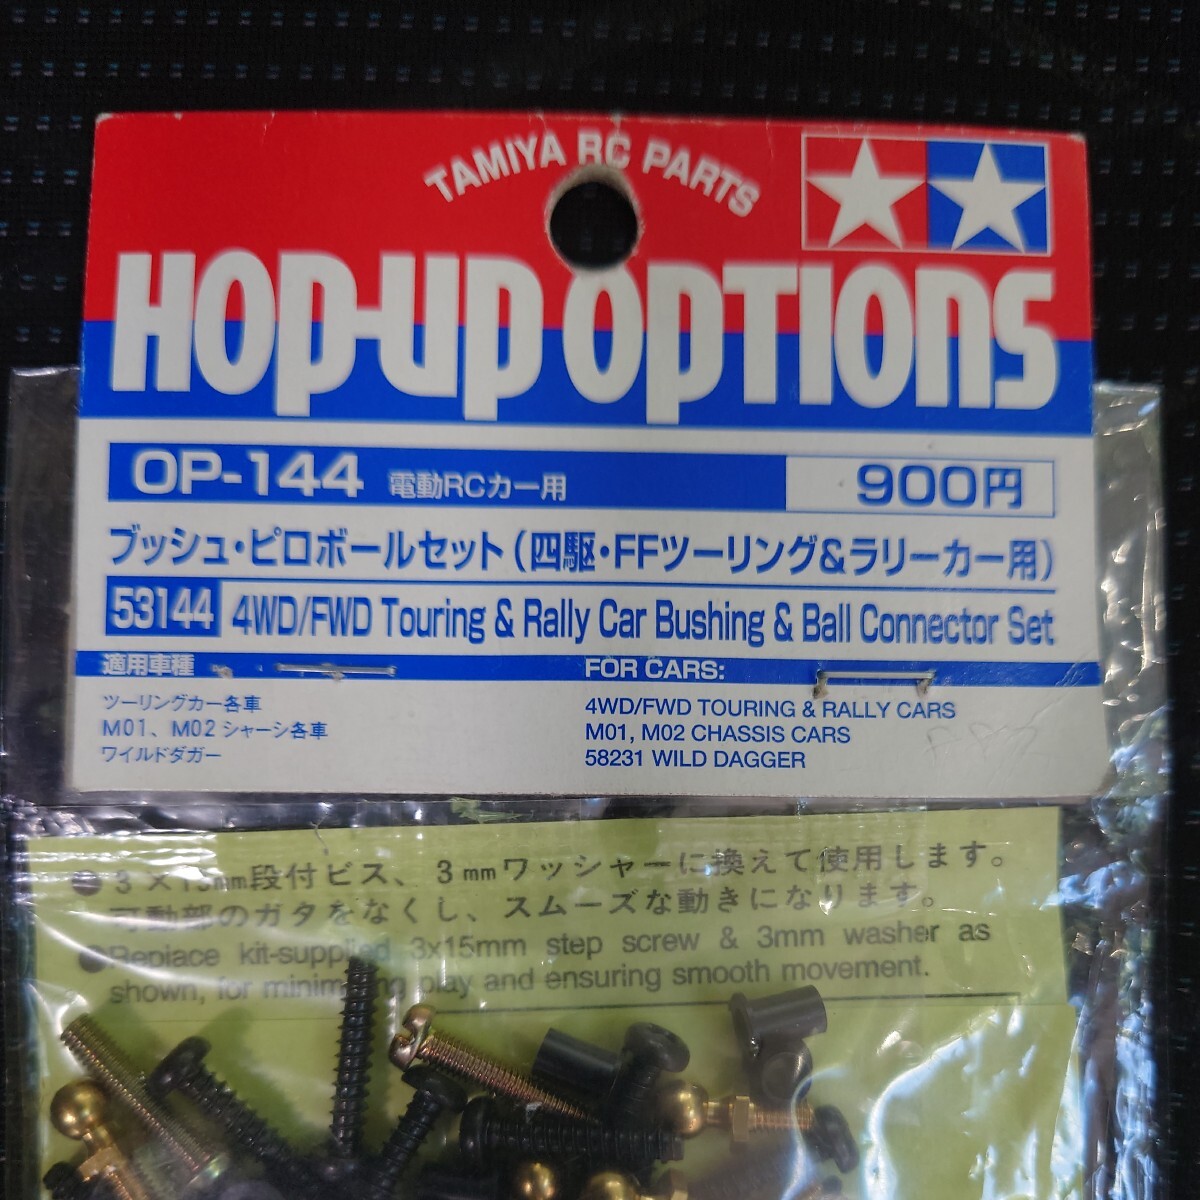 TAMIYA RC PARTS
HOP-UP OPTIONS
OP-144 電動RCカー用 900円
ブッシュ・ピロボールセット(四駆・FFツーリング&ラリーカー用)
53144 4WD/FWD Touring & Rally Car Bushing & Ball Connector Set
適用車種
ツーリングカー各車
M01、M02シャーシ各車
ワイルドダガー
FOR CARS:
4WD/FWD TOURING & RALLY CARS
M01, M02 CHASSIS CARS
58231 WILD DAGGER
●3×15mm段付ビス、3mmワッシャーに換えて使用します。
可動部のガタをなくし、スムーズな動きになります。
●Replace kit-supplied 3x15mm step screw & 3mm washer as
shown, for minimizing play and ensuring smooth movement.